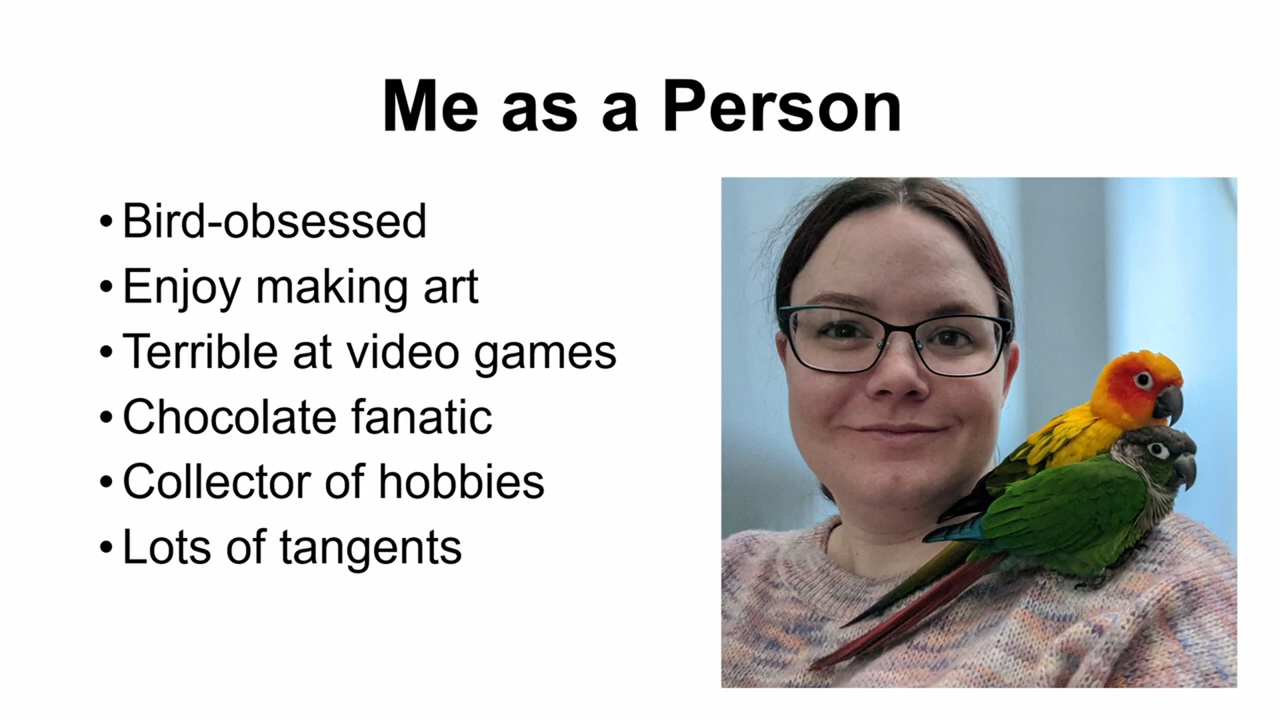 Me as a Person
• Bird-obsessed
• Enjoy making art
• Terrible at video games
• Chocolate fanatic
• Collector of hobbies
• Lots of tangents